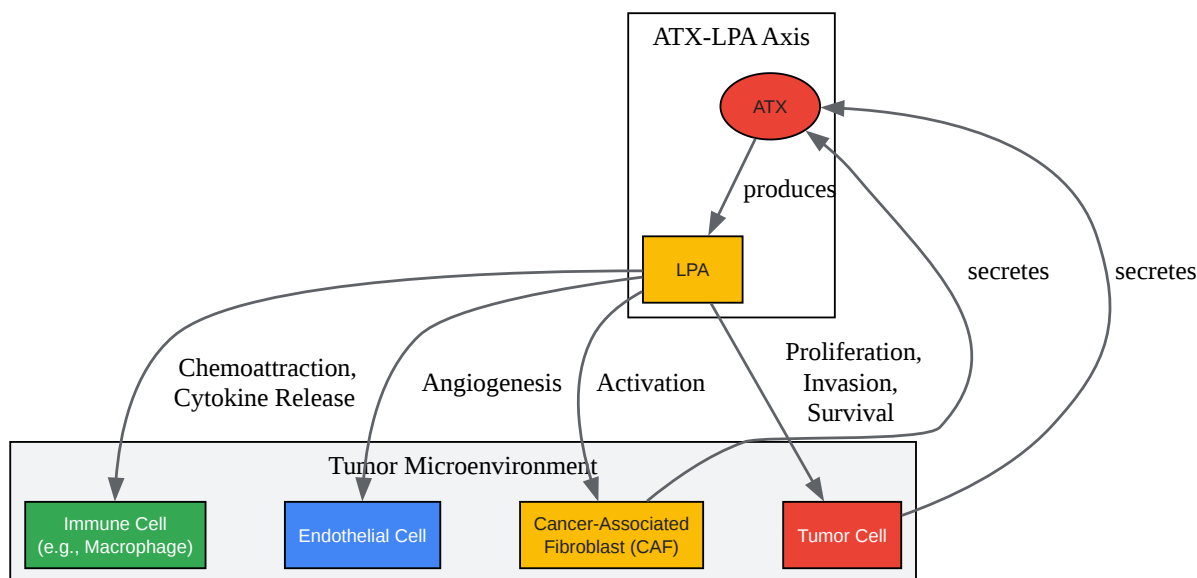 ATX-LPA Axis
ATX
produces
LPA
secretes
secretes
Chemoattraction,
Cytokine Release
Angiogenesis
Activation
Proliferation,
Invasion,
Survival
Tumor Microenvironment
Immune Cell
(e.g., Macrophage)
Endothelial Cell
Cancer-Associated
Fibroblast (CAF)
Tumor Cell